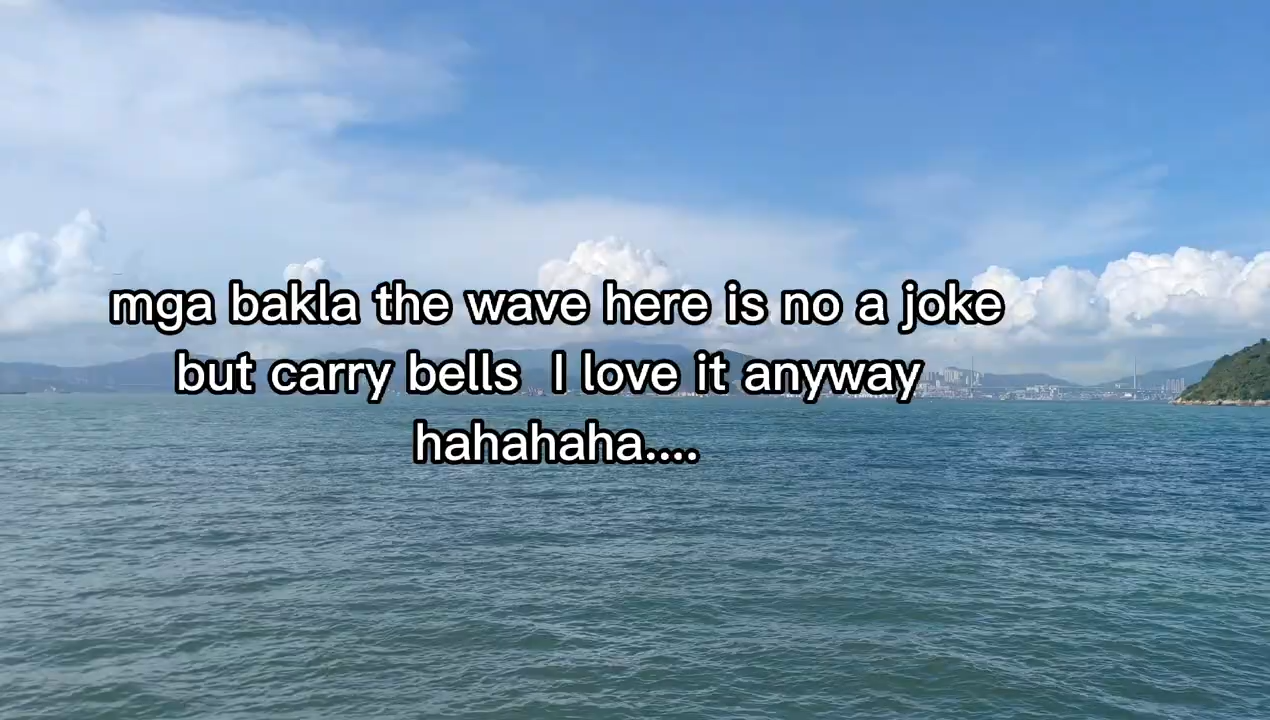 mga bakla the wave here is no a joke
but carry bells I love it anyway
hahahaha....